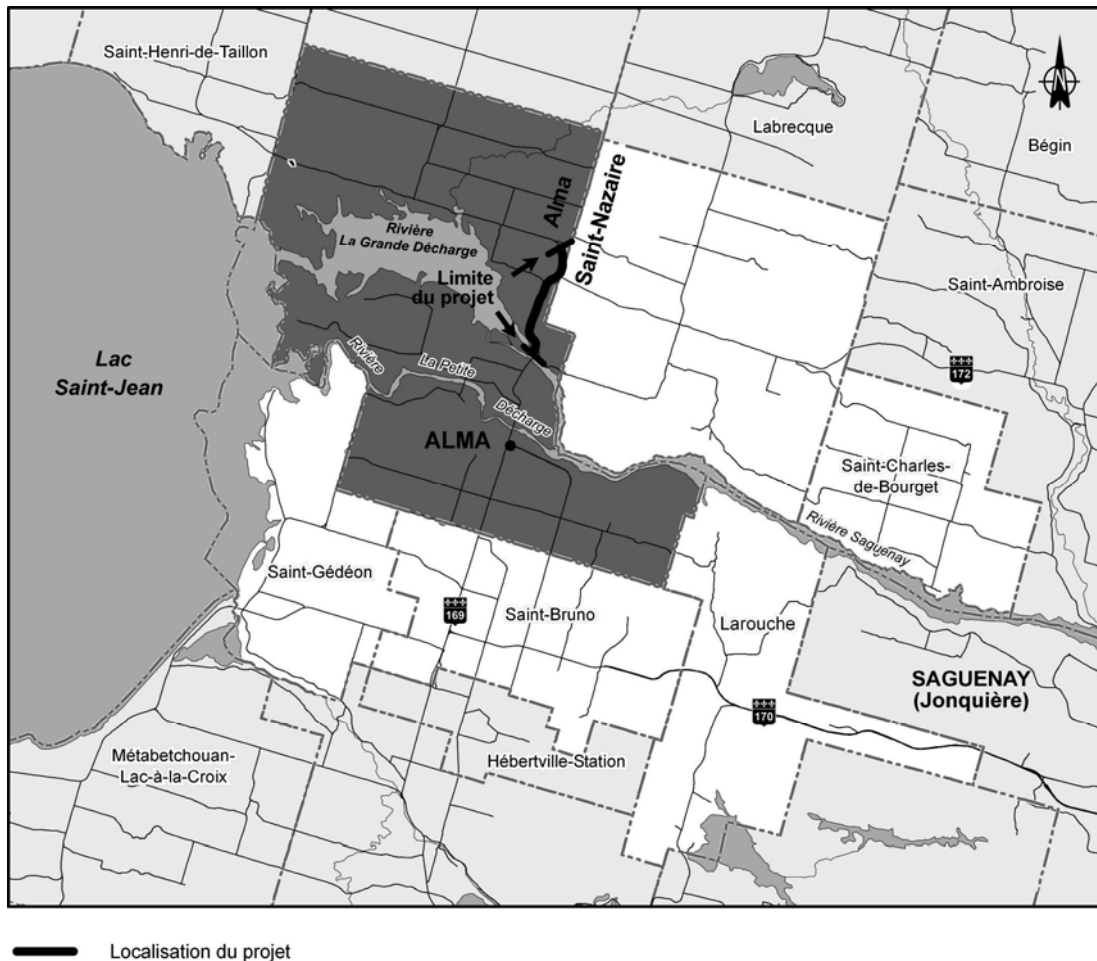 Saint-Henri-de-Taillon
N
Labrecque
Bégin
Alma
Saint-Nazaire
Rivière
La Grande Décharge
Limite
du projet
Saint-Ambroise
Lac
Saint-Jean
Rivière
La Petite
Décharge
172
ALMA
Saint-Charles-
de-Bourget
Rivière Saguenay
Saint-Gédéon
169
Saint-Bruno
Larouche
SAGUENAY
(Jonquière)
170
Métabetchouan-
Lac-à-la-Croix
Hébertville-Station
Localisation du projet